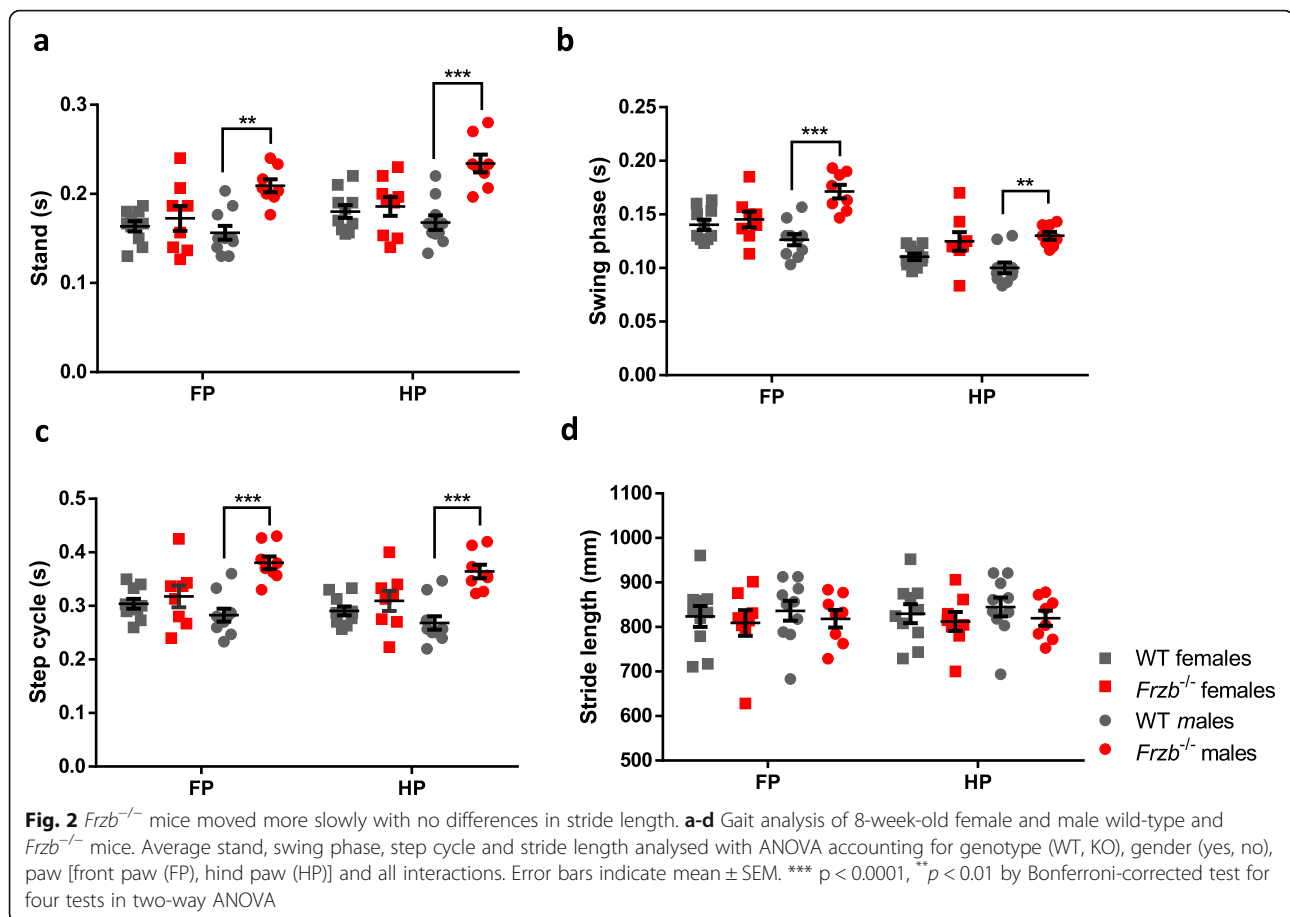 a
Stand (s)
0.3
0.2
0.1
0.0
**
***
FP
HP
b
Swing phase (s)
0.25
0.20
0.15
0.10
0.05
0.00
***
**
FP
HP
c
Step cycle (s)
0.5
0.4
0.3
0.2
0.1
0.0
***
***
FP
HP
d
Stride length (mm)
1100
1000
900
800
700
600
500
FP
HP
WT females
Frzb-/- females
WT males
Frzb-/- males
Fig. 2 Frzb−/− mice moved more slowly with no differences in stride length. a-d Gait analysis of 8-week-old female and male wild-type and
Frzb−/− mice. Average stand, swing phase, step cycle and stride length analysed with ANOVA accounting for genotype (WT, KO), gender (yes, no),
paw [front paw (FP), hind paw (HP)] and all interactions. Error bars indicate mean ± SEM. *** p < 0.0001, **p < 0.01 by Bonferroni-corrected test for
four tests in two-way ANOVA